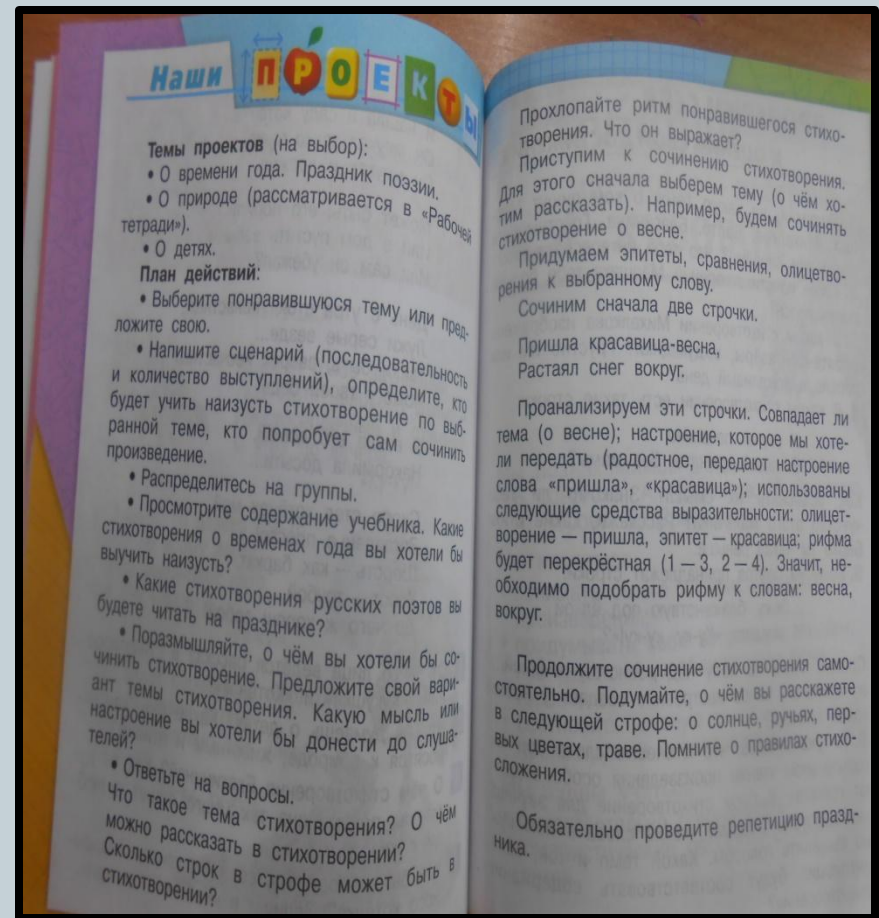 Наши ПРОЕКТЫ
Темы проектов (на выбор):
• О времени года. Праздник поэзии.
• О природе (рассматривается в «Рабочей
тетради»).
• О детях.
План действий:
• Выберите понравившуюся тему или пред-
ложите свою.
• Напишите сценарий (последовательность
и количество выступлений), определите, кто
будет учить наизусть стихотворение по выб-
ранной теме, кто попробует сам сочинить
произведение.
• Распределитесь на группы.
• Просмотрите содержание учебника. Какие
стихотворения о временах года вы хотели бы
выучить наизусть?
• Какие стихотворения русских поэтов вы
будете читать на празднике?
• Поразмышляйте, о чём вы хотели бы со-
чинить стихотворение. Предложите свой вари-
ант темы стихотворения. Какую мысль или
настроение вы хотели бы донести до слуша-
телей?
• Ответьте на вопросы.
Что такое тема стихотворения? О чём
можно рассказать в стихотворении?
Сколько строк в строфе может быть в
стихотворении?
Прохлопайте ритм понравившегося стихо-
творения. Что он выражает?
Приступим к сочинению стихотворения.
Для этого сначала выберем тему (о чём хо-
тим рассказать). Например, будем сочинять
стихотворение о весне.
Придумаем эпитеты, сравнения, олицетво-
рения к выбранному слову.
Сочиним сначала две строчки.
Пришла красавица-весна,
Растаял снег вокруг.
Проанализируем эти строчки. Совпадает ли
тема (о весне); настроение, которое мы хоте-
ли передать (радостное, передают настроение
слова «пришла», «красавица»); использованы
следующие средства выразительности: олицет-
ворение — пришла, эпитет — красавица; рифма
будет перекрёстная (1 — 3, 2 — 4). Значит, не-
обходимо подобрать рифму к словам: весна,
вокруг.
Продолжите сочинение стихотворения само-
стоятельно. Подумайте, о чём вы расскажете
в следующей строфе: о солнце, ручьях, пер-
вых цветах, траве. Помните о правилах стихо-
сложения.
Обязательно проведите репетицию празд-
ника.